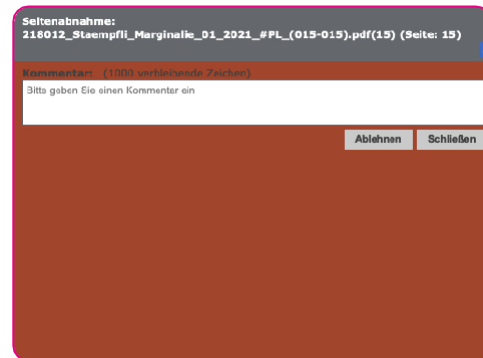 Seitenabnahme:
218012_Staempfli_Marginalie_01_2021_#PL_(015-015).pdf(15) (Seite: 15)
Kommentar: (1000 verbleibende Zeichen)
Bitte geben Sie einen Kommentar ein
Ablehnen Schließen